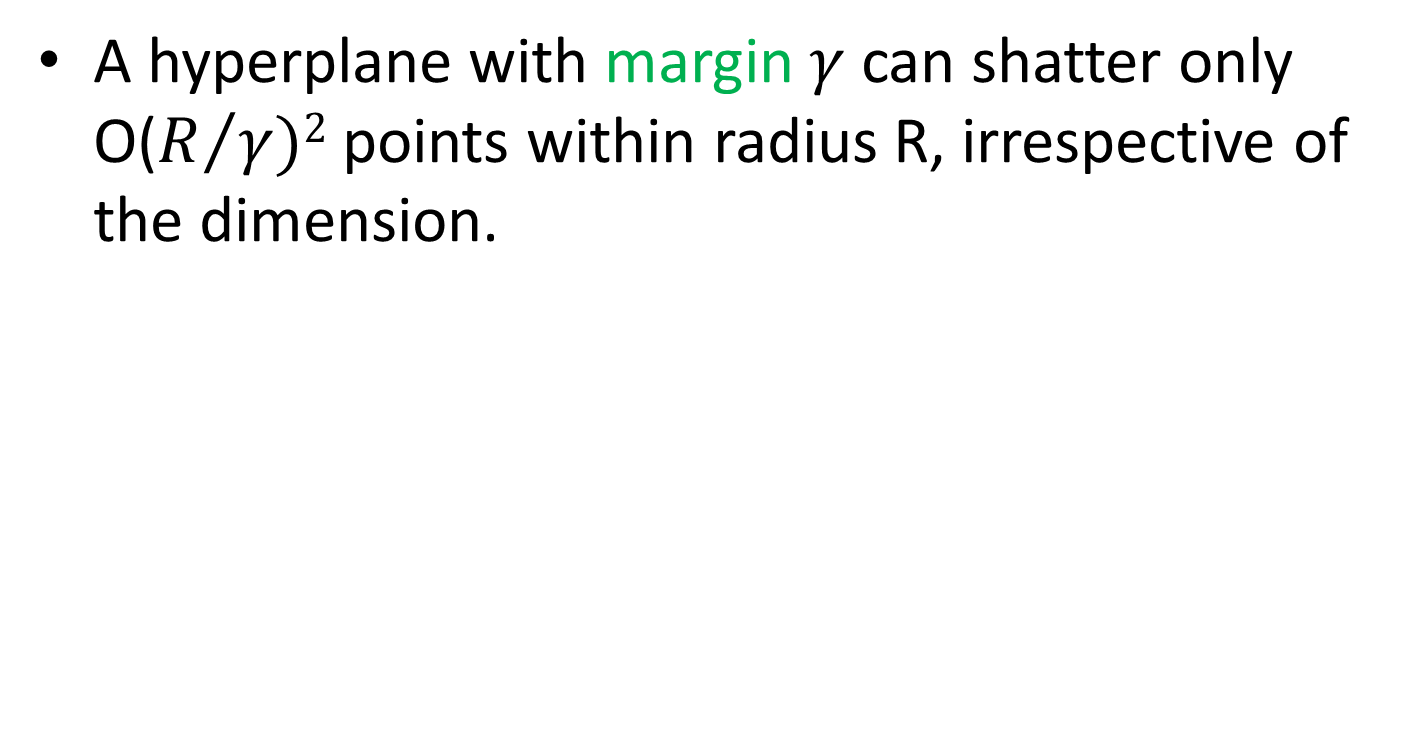 • A hyperplane with margin γ can shatter only
O(R/γ)² points within radius R, irrespective of
the dimension.